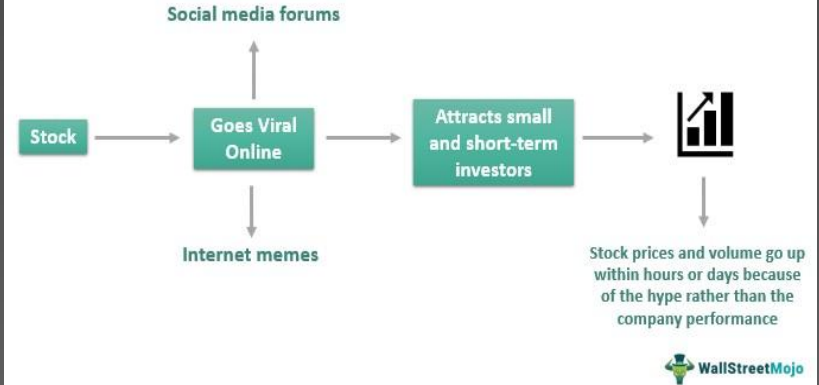 Social media forums
Stock
Goes Viral
Online
Attracts small
and short-term
investors
Internet memes
Stock prices and volume go up
within hours or days because
of the hype rather than the
company performance
WallStreetMojo